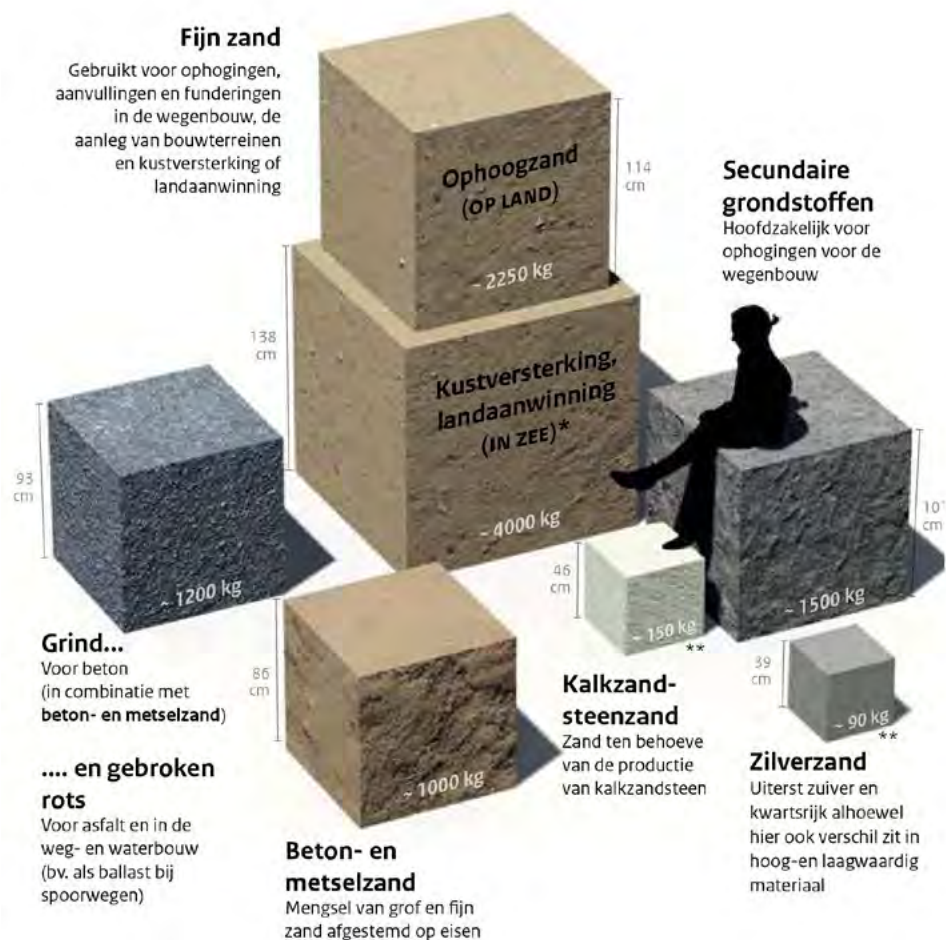 Fijn zand
Gebruikt voor ophogingen,
aanvullingen en funderingen
in de wegenbouw, de
aanleg van bouwterreinen
en kustversterking of
landaanwinning
Ophoogzand
(OP LAND)
~ 2250 kg
114
cm
Kustversterking,
landaanwinning
(IN ZEE)*
~ 4000 kg
138
cm
Secundaire
grondstoffen
Hoofdzakelijk voor
ophogingen voor de
wegenbouw
~ 1500 kg
cm
93
cm
~ 1200 kg
Grind...
Voor beton
(in combinatie met
beton- en metselzand)
.... en gebroken
rots
Voor asfalt en in de
weg- en waterbouw
(bv. als ballast bij
spoorwegen)
86
cm
~ 1000 kg
Beton- en
metselzand
Mengsel van grof en fijn
zand afgestemd op eisen
46
cm
~ 150 kg
**
Kalkzand-
steenzand
Zand ten behoeve
van de productie
van kalkzandsteen
39
cm
~ 90 kg
**
Zilverzand
Uiterst zuiver en
kwartsrijk alhoewel
hier ook verschil zit in
hoog-en laagwaardig
materiaal